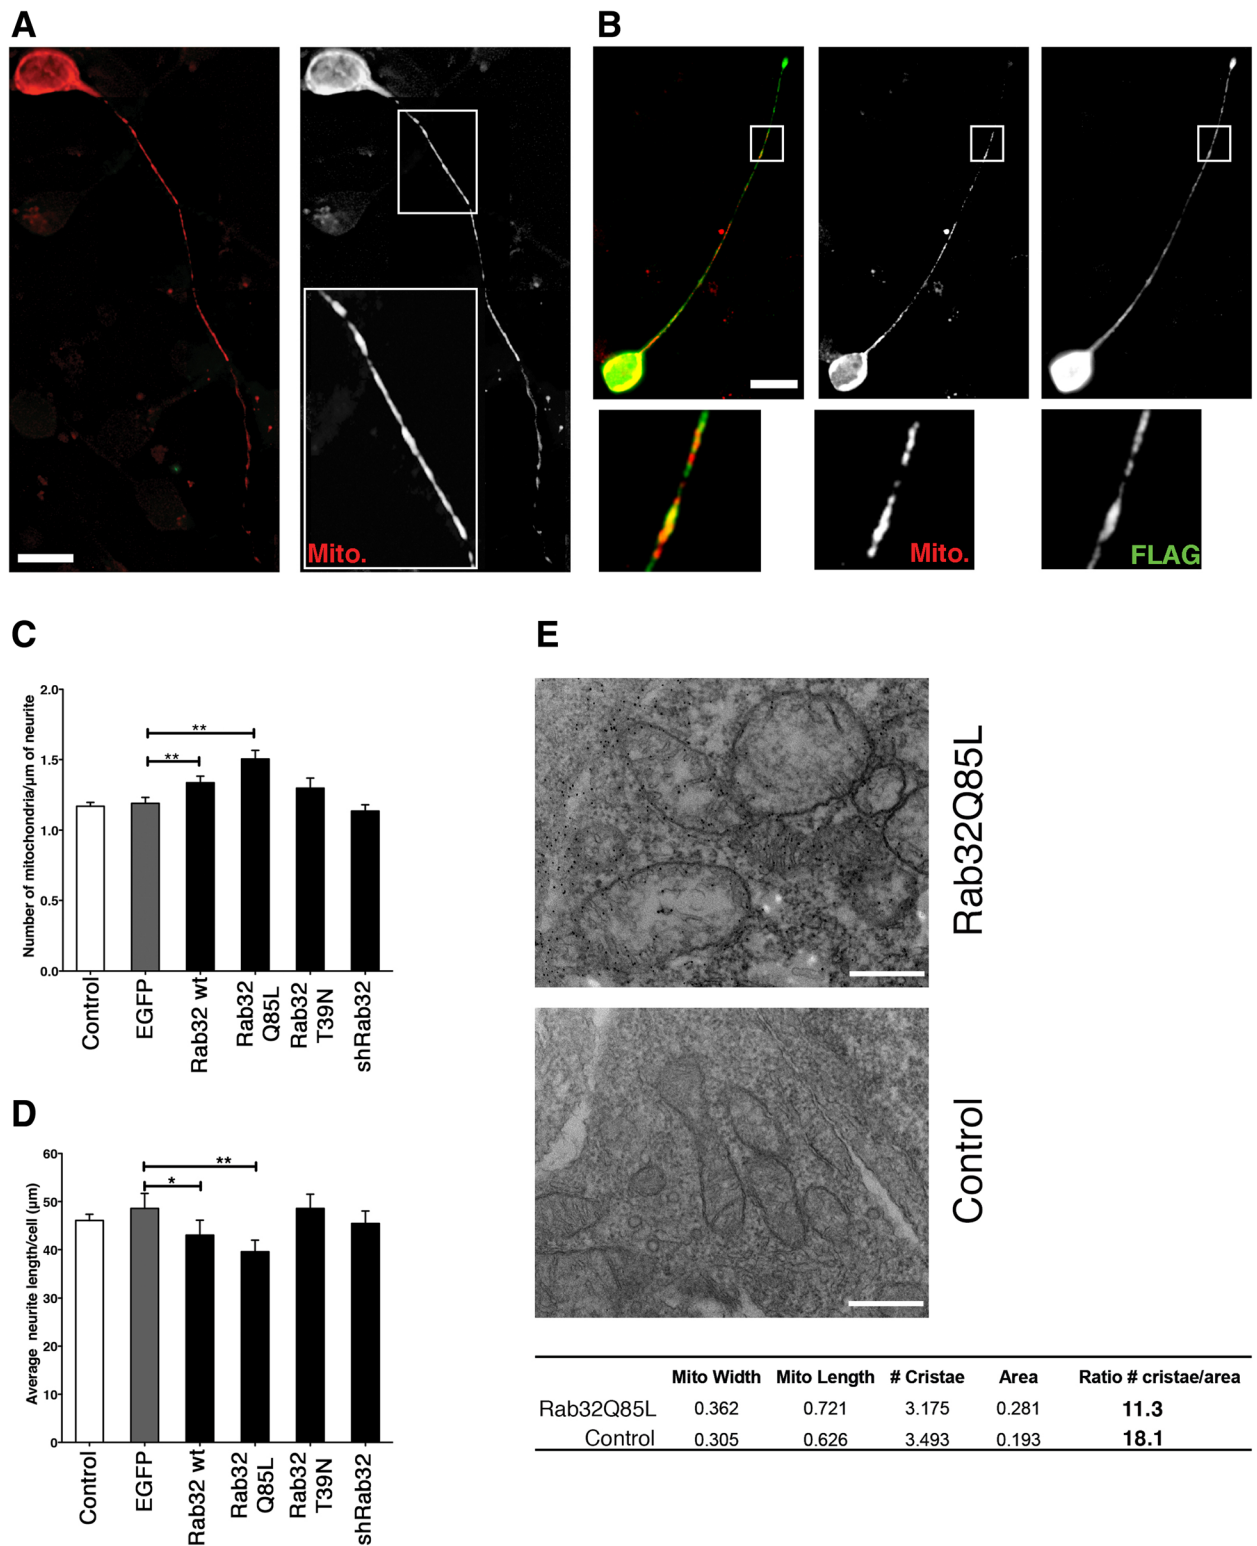 A
B
Mito.
Mito.
FLAG
C
Number of mitochondria/µm of neurite
2.0
1.5
1.0
0.5
0.0
**
**
Control
EGFP
Rab32 wt
Rab32
Q85L
Rab32
T39N
shRab32
D
Average neurite length/cell (µm)
60
50
40
30
20
10
0
**
*
Control
EGFP
Rab32 wt
Rab32
Q85L
Rab32
T39N
shRab32
E
Rab32Q85L
Control
Mito Width Mito Length # Cristae Area Ratio # cristae/area
Rab32Q85L 0.362 0.721 3.175 0.281 11.3
Control 0.305 0.626 3.493 0.193 18.1